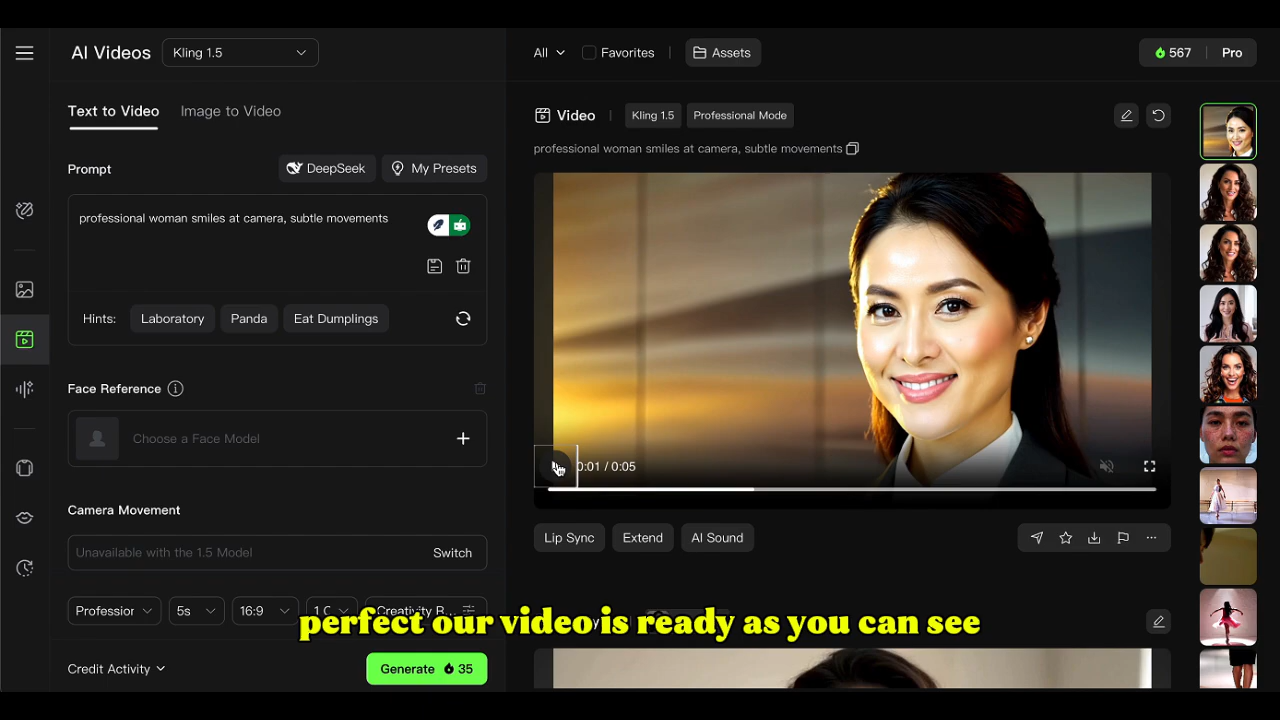 AI Videos
Kling 1.5
All
Favorites
Assets
567
Pro
Text to Video
Image to Video
Video
Kling 1.5
Professional Mode
professional woman smiles at camera, subtle movements
Prompt
DeepSeek
My Presets
professional woman smiles at camera, subtle movements
Hints:
Laboratory
Panda
Eat Dumplings
Face Reference
Choose a Face Model
0:01 / 0:05
Camera Movement
Unavailable with the 1.5 Model
Switch
Lip Sync
Extend
AI Sound
Professior
5s
16:9
perfect our video is ready as you can see
Credit Activity
Generate
35